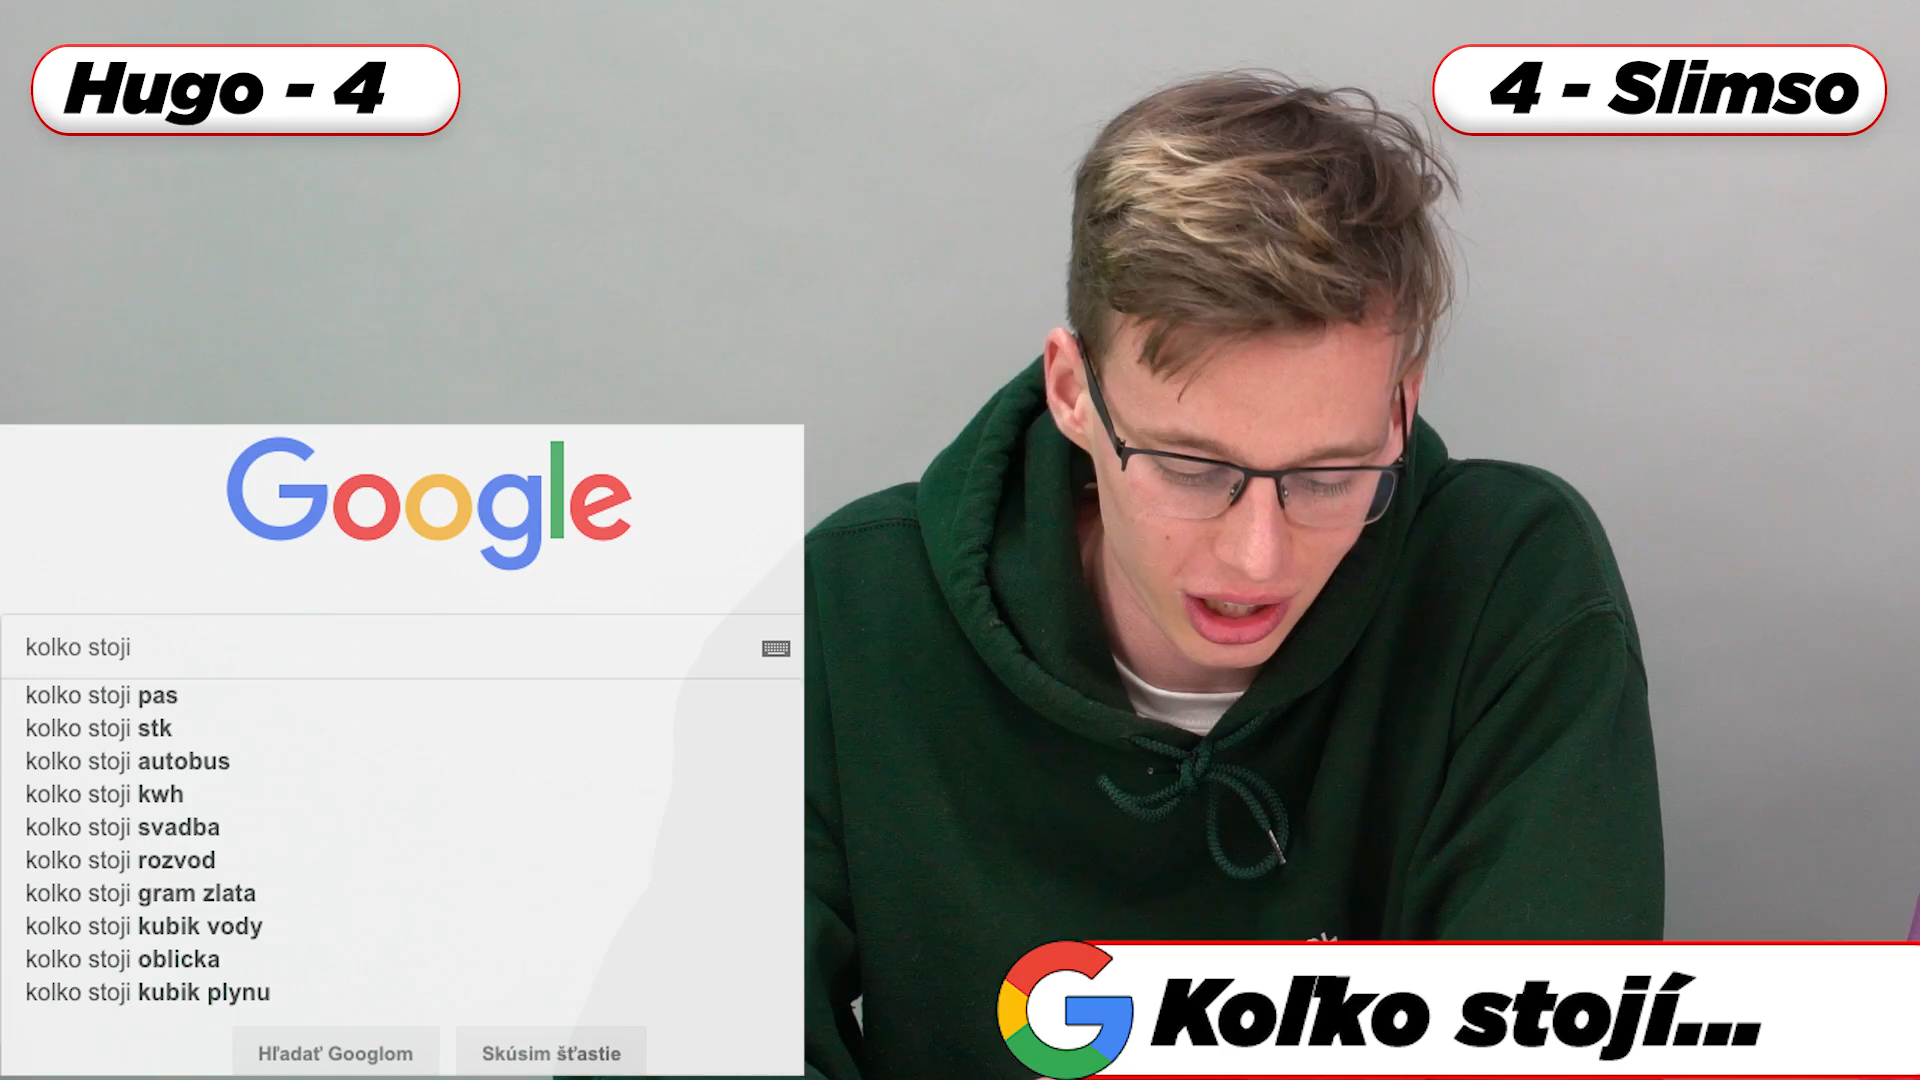 Hugo - 4
4 - Slimso
Google
kolko stoji
kolko stoji pas
kolko stoji stk
kolko stoji autobus
kolko stoji kwh
kolko stoji svadba
kolko stoji rozvod
kolko stoji gram zlata
kolko stoji kubik vody
kolko stoji oblicka
kolko stoji kubik plynu
Hľadať Googlom
Skúsim šťastie
Koľko stojí...